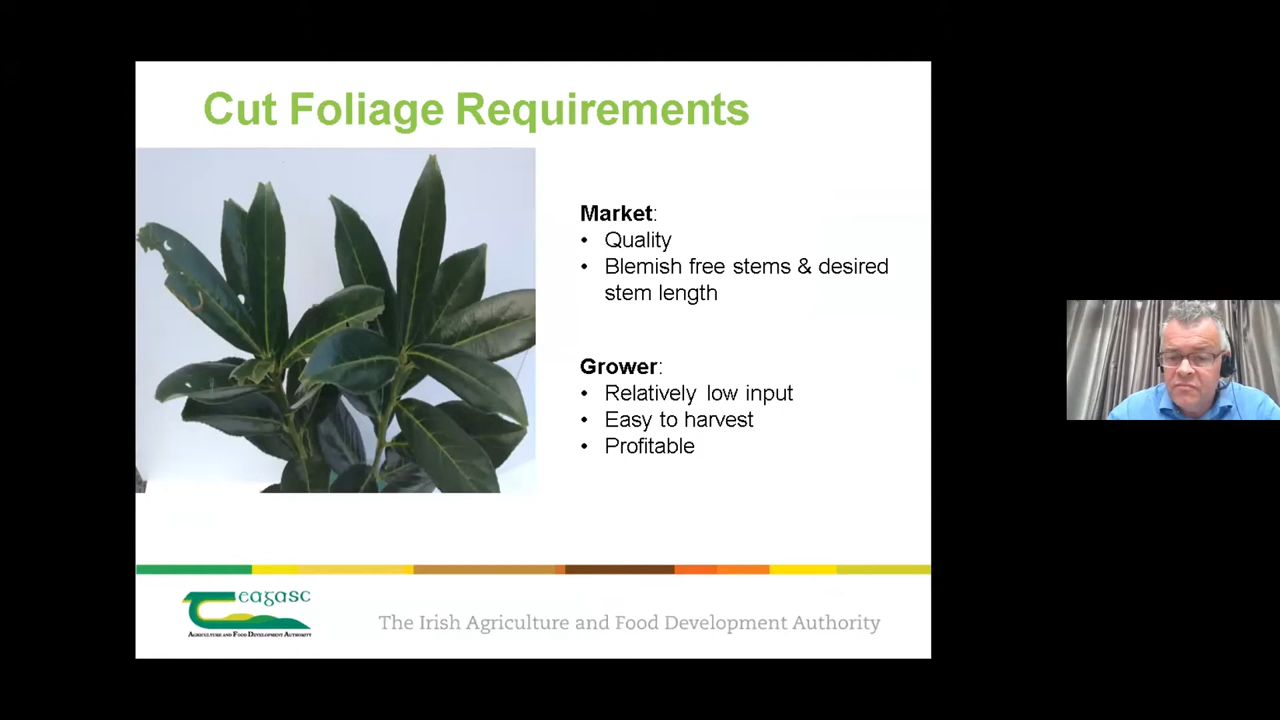 Cut Foliage Requirements
Market:
• Quality
• Blemish free stems & desired
stem length
Grower:
• Relatively low input
• Easy to harvest
• Profitable
eagasc
AGRICULTURE AND FOOD DEVELOPMENT AUTHORITY
The Irish Agriculture and Food Development Authority